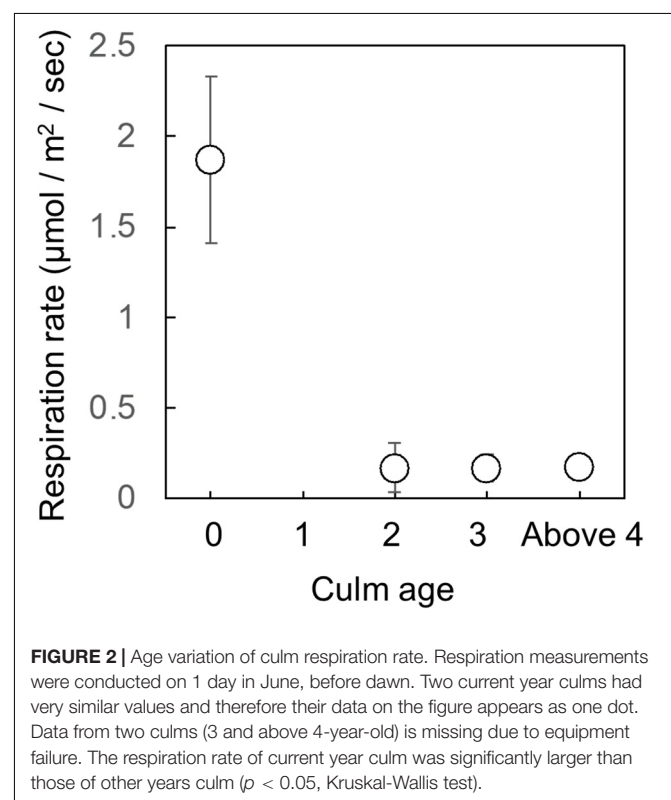 2.5
2
1.5
1
0.5
0
Respiration rate (µmol / m² / sec)
0 1 2 3 Above 4
Culm age
FIGURE 2 | Age variation of culm respiration rate. Respiration measurements
were conducted on 1 day in June, before dawn. Two current year culms had
very similar values and therefore their data on the figure appears as one dot.
Data from two culms (3 and above 4-year-old) is missing due to equipment
failure. The respiration rate of current year culm was significantly larger than
those of other years culm (p < 0.05, Kruskal-Wallis test).